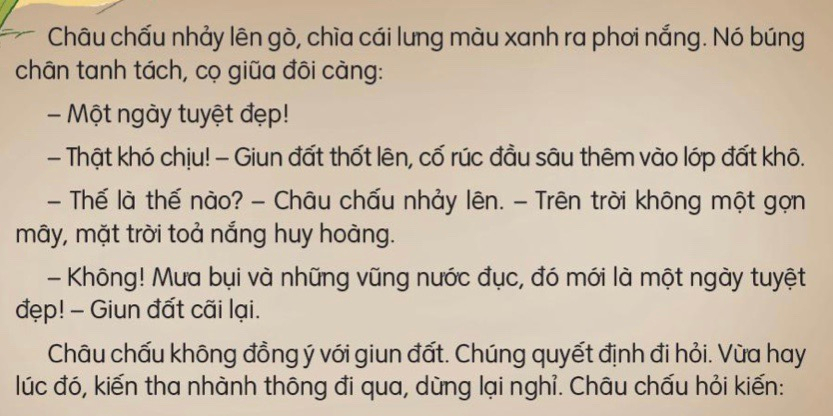 Châu chấu nhảy lên gò, chìa cái lưng màu xanh ra phơi nắng. Nó búng
chân tanh tách, cọ giũa đôi càng:
– Một ngày tuyệt đẹp!
– Thật khó chịu! – Giun đất thốt lên, cố rúc đầu sâu thêm vào lớp đất khô.
– Thế là thế nào? – Châu chấu nhảy lên. – Trên trời không một gợn
mây, mặt trời toả nắng huy hoàng.
– Không! Mưa bụi và những vũng nước đục, đó mới là một ngày tuyệt
đẹp! – Giun đất cãi lại.
Châu chấu không đồng ý với giun đất. Chúng quyết định đi hỏi. Vừa hay
lúc đó, kiến tha nhành thông đi qua, dừng lại nghỉ. Châu chấu hỏi kiến: